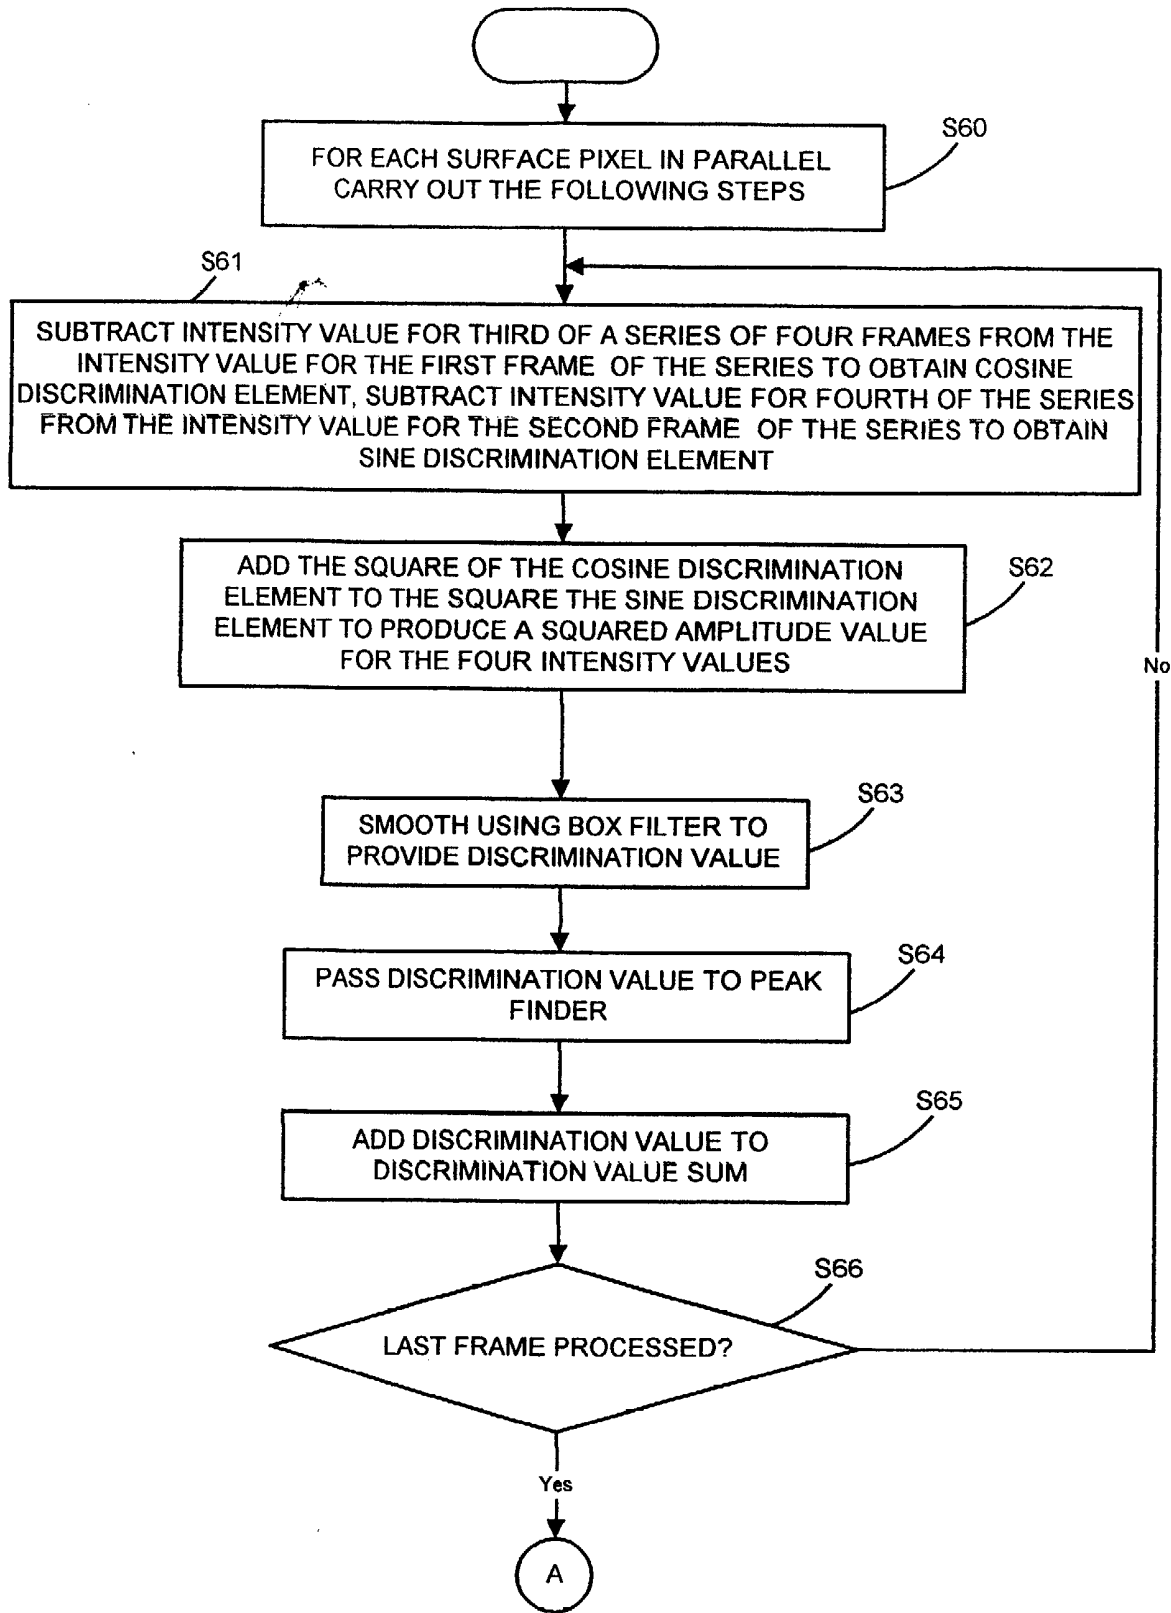 S60
FOR EACH SURFACE PIXEL IN PARALLEL
CARRY OUT THE FOLLOWING STEPS
S61
SUBTRACT INTENSITY VALUE FOR THIRD OF A SERIES OF FOUR FRAMES FROM THE
INTENSITY VALUE FOR THE FIRST FRAME OF THE SERIES TO OBTAIN COSINE
DISCRIMINATION ELEMENT, SUBTRACT INTENSITY VALUE FOR FOURTH OF THE SERIES
FROM THE INTENSITY VALUE FOR THE SECOND FRAME OF THE SERIES TO OBTAIN
SINE DISCRIMINATION ELEMENT
S62
ADD THE SQUARE OF THE COSINE DISCRIMINATION
ELEMENT TO THE SQUARE THE SINE DISCRIMINATION
ELEMENT TO PRODUCE A SQUARED AMPLITUDE VALUE
FOR THE FOUR INTENSITY VALUES
No
S63
SMOOTH USING BOX FILTER TO
PROVIDE DISCRIMINATION VALUE
S64
PASS DISCRIMINATION VALUE TO PEAK
FINDER
S65
ADD DISCRIMINATION VALUE TO
DISCRIMINATION VALUE SUM
S66
LAST FRAME PROCESSED?
Yes
A